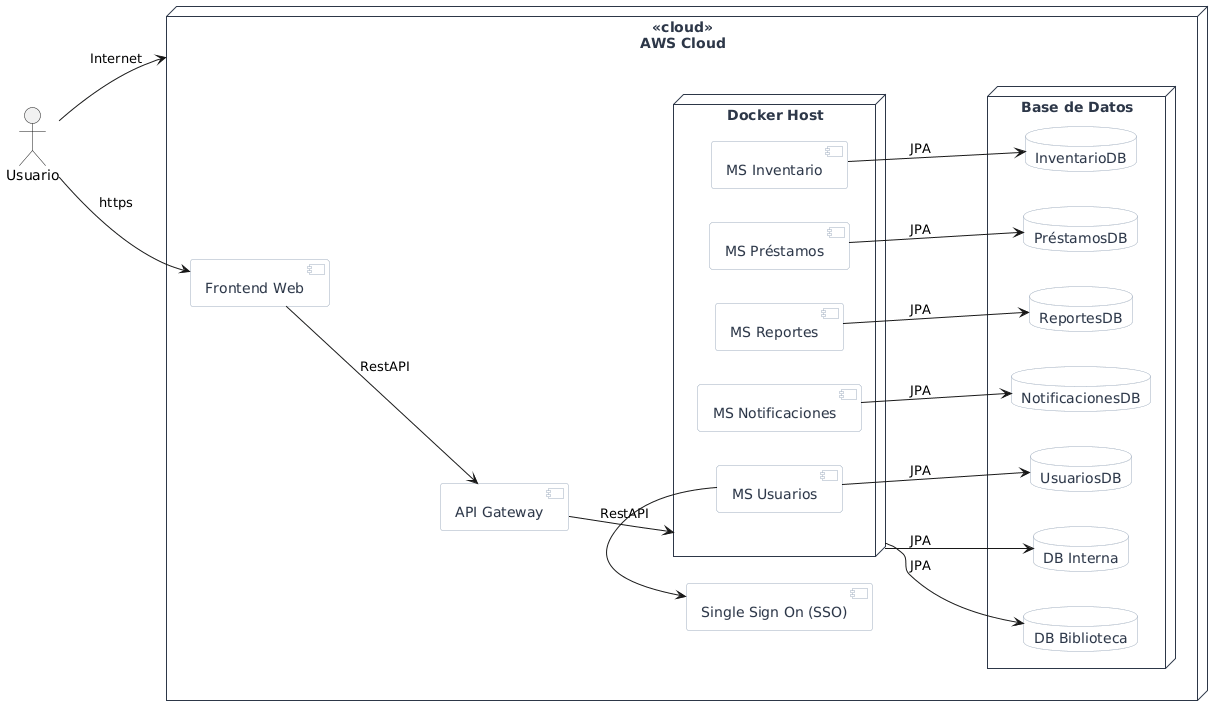 «cloud»
AWS Cloud
Internet
Usuario
https
Frontend Web
RestAPI
API Gateway
RestAPI
Docker Host
MS Inventario
MS Préstamos
MS Reportes
MS Notificaciones
MS Usuarios
Single Sign On (SSO)
JPA
JPA
JPA
JPA
JPA
JPA
JPA
Base de Datos
InventarioDB
PréstamosDB
ReportesDB
NotificacionesDB
UsuariosDB
DB Interna
DB Biblioteca